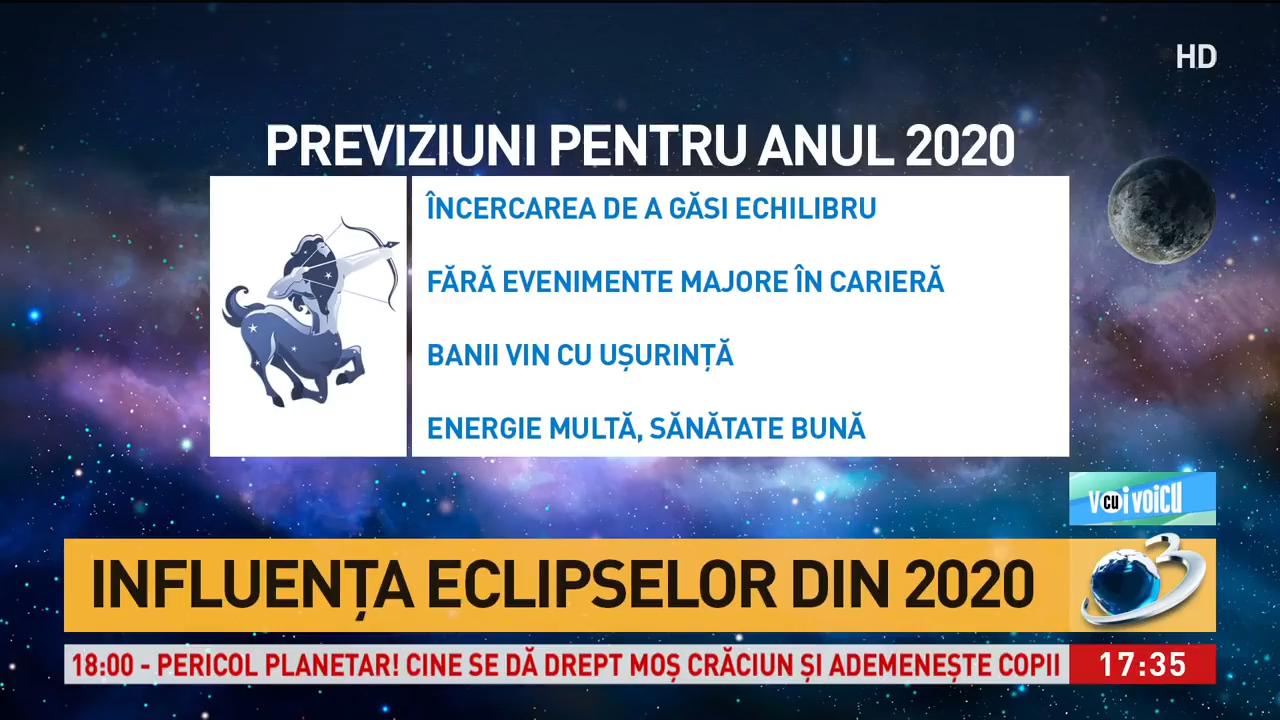 HD
PREVIZIUNI PENTRU ANUL 2020
ÎNCERCAREA DE A GĂSI ECHILIBRU
FĂRĂ EVENIMENTE MAJORE ÎN CARIERĂ
BANII VIN CU UȘURINȚĂ
ENERGIE MULTĂ, SĂNĂTATE BUNĂ
V cu i voicu
INFLUENȚA ECLIPSELOR DIN 2020
3
18:00 - PERICOL PLANETAR! CINE SE DĂ DREPT MOȘ CRĂCIUN ȘI ADEMENEȘTE COPII
17:35